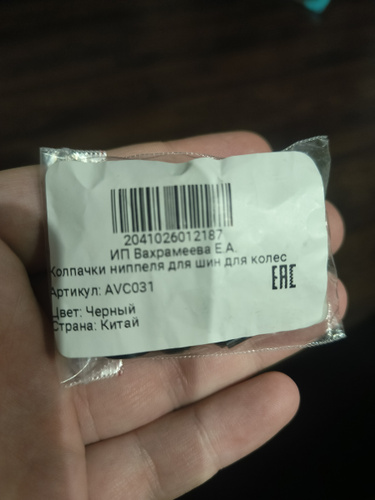 2041026012187
ИП Вахрамеева Е.А.
Колпачки ниппеля для шин для колес
Артикул: AVC031
Цвет: Черный
Страна: Китай
EAC